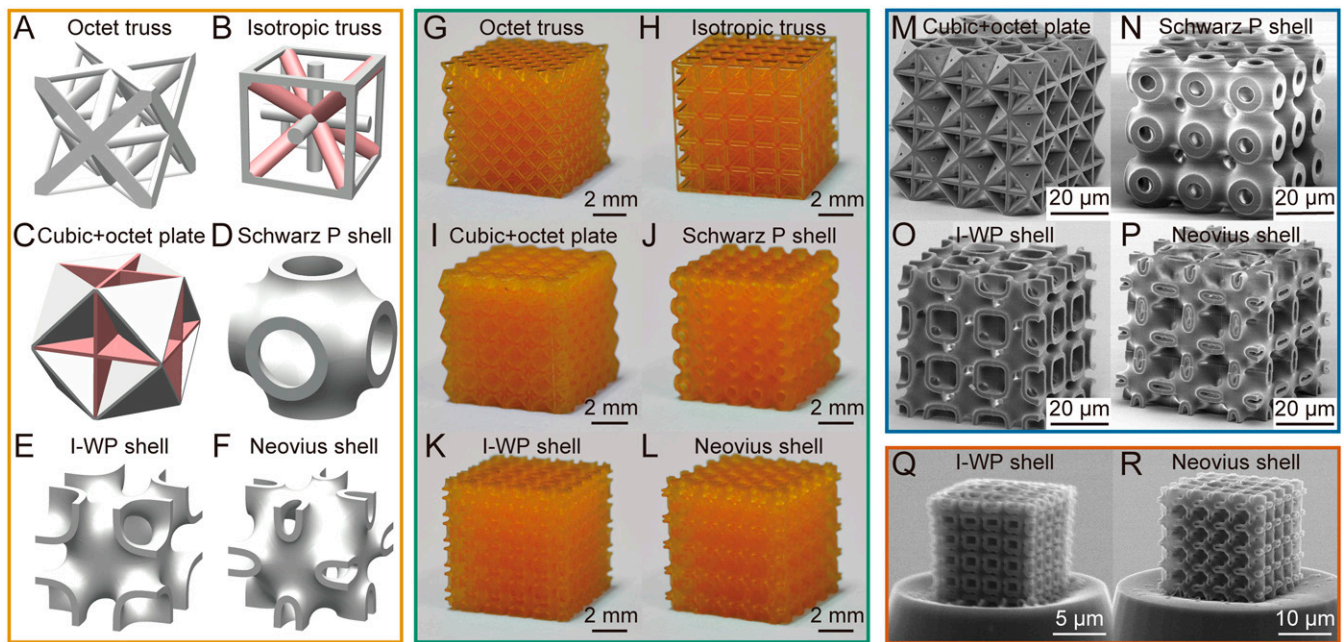 A Octet truss
B Isotropic truss
C Cubic+octet plate
D Schwarz P shell
E I-WP shell
F Neovius shell
G Octet truss
2 mm
H Isotropic truss
2 mm
I Cubic+octet plate
2 mm
J Schwarz P shell
2 mm
K I-WP shell
2 mm
L Neovius shell
2 mm
M Cubic+octet plate
20 μm
N Schwarz P shell
20 μm
O I-WP shell
20 μm
P Neovius shell
20 μm
Q I-WP shell
5 μm
R Neovius shell
10 μm